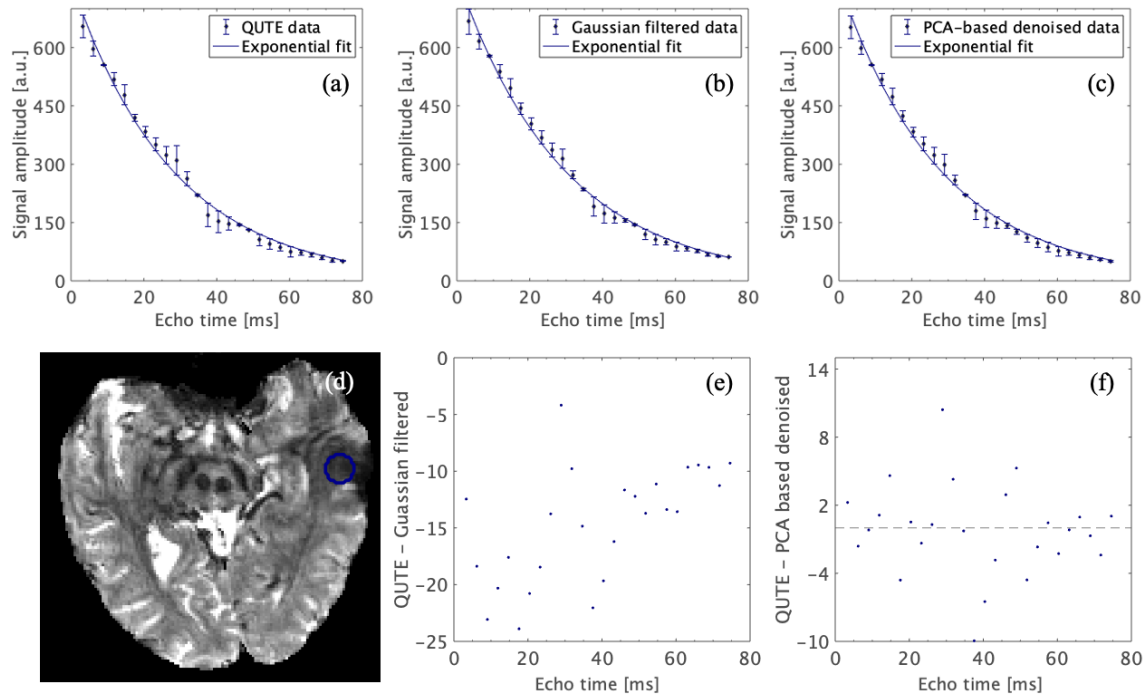 QUTE data
Exponential fit
(a)
600
450
300
150
0
0 20 40 60 80
Signal amplitude [a.u.]
Echo time [ms]
Gaussian filtered data
Exponential fit
(b)
600
450
300
150
0
0 20 40 60 80
Signal amplitude [a.u.]
Echo time [ms]
PCA-based denoised data
Exponential fit
(c)
600
450
300
150
0
0 20 40 60 80
Signal amplitude [a.u.]
Echo time [ms]
(d)
(e)
0
−5
−10
−15
−20
−25
0 20 40 60 80
QUTE − Guassian filtered
Echo time [ms]
(f)
14
8
2
−4
−10
0 20 40 60 80
QUTE − PCA based denoised
Echo time [ms]